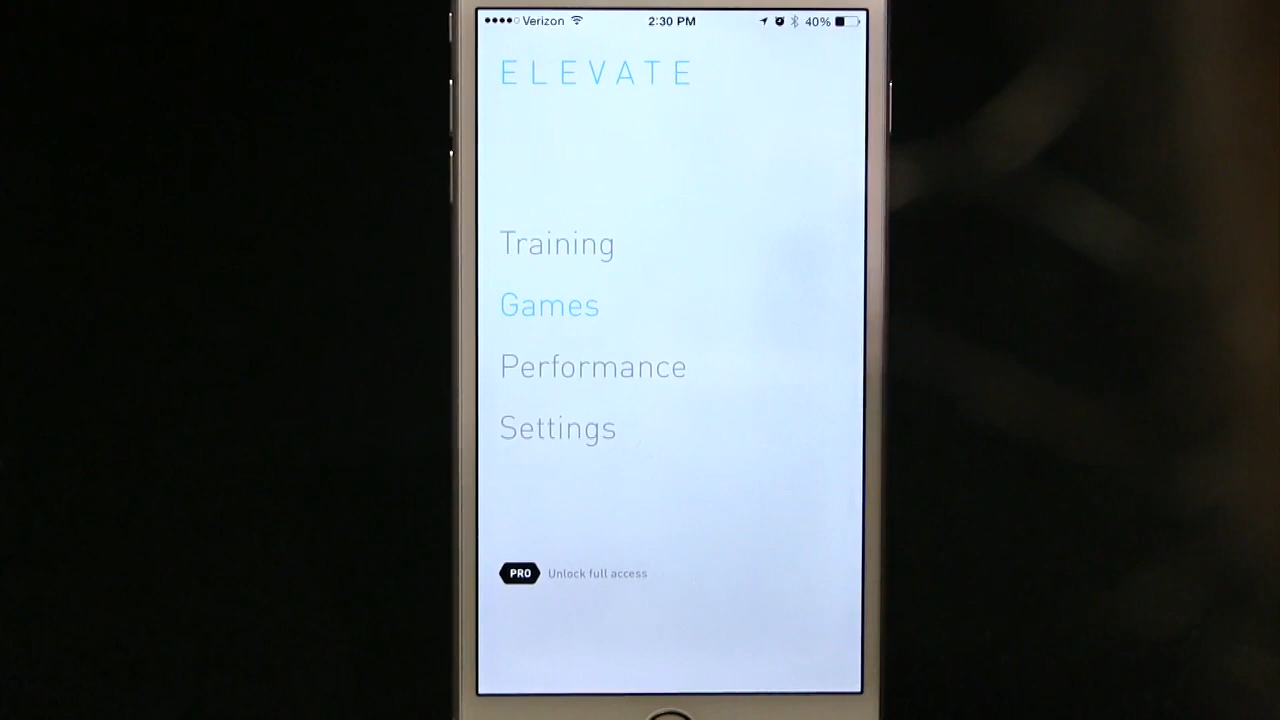 Verizon 2:30 PM 40%
ELEVATE
Training
Games
Performance
Settings
PRO Unlock full access